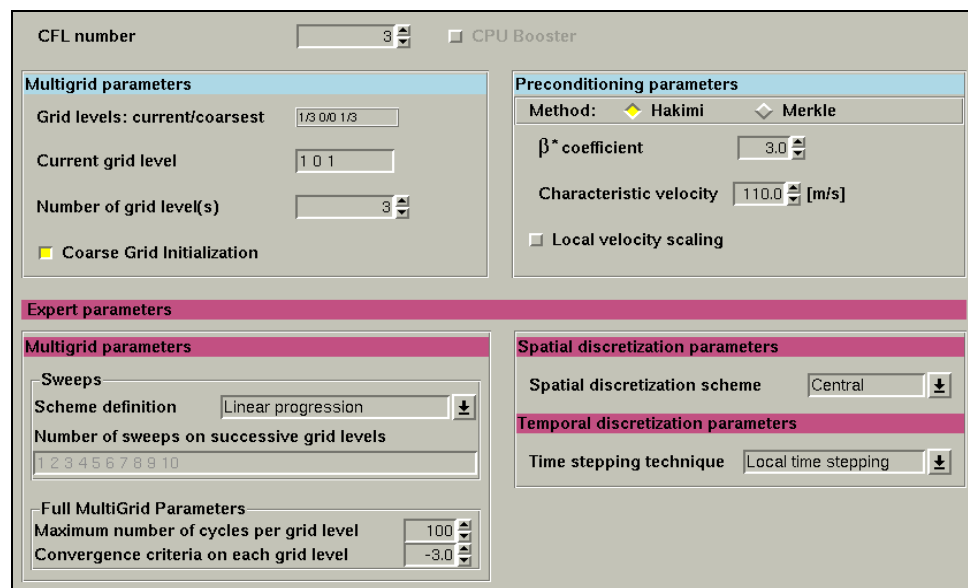 CFL number 3 CPU Booster
Multigrid parameters
Grid levels: current/coarsest 1/3 0/0 1/3
Current grid level 1 0 1
Number of grid level(s) 3
Coarse Grid Initialization
Preconditioning parameters
Method: Hakimi Merkle
β* coefficient 3.0
Characteristic velocity 110.0 [m/s]
Local velocity scaling
Expert parameters
Multigrid parameters
Sweeps
Scheme definition Linear progression
Number of sweeps on successive grid levels
1 2 3 4 5 6 7 8 9 10
Full MultiGrid Parameters
Maximum number of cycles per grid level 100
Convergence criteria on each grid level -3.0
Spatial discretization parameters
Spatial discretization scheme Central
Temporal discretization parameters
Time stepping technique Local time stepping